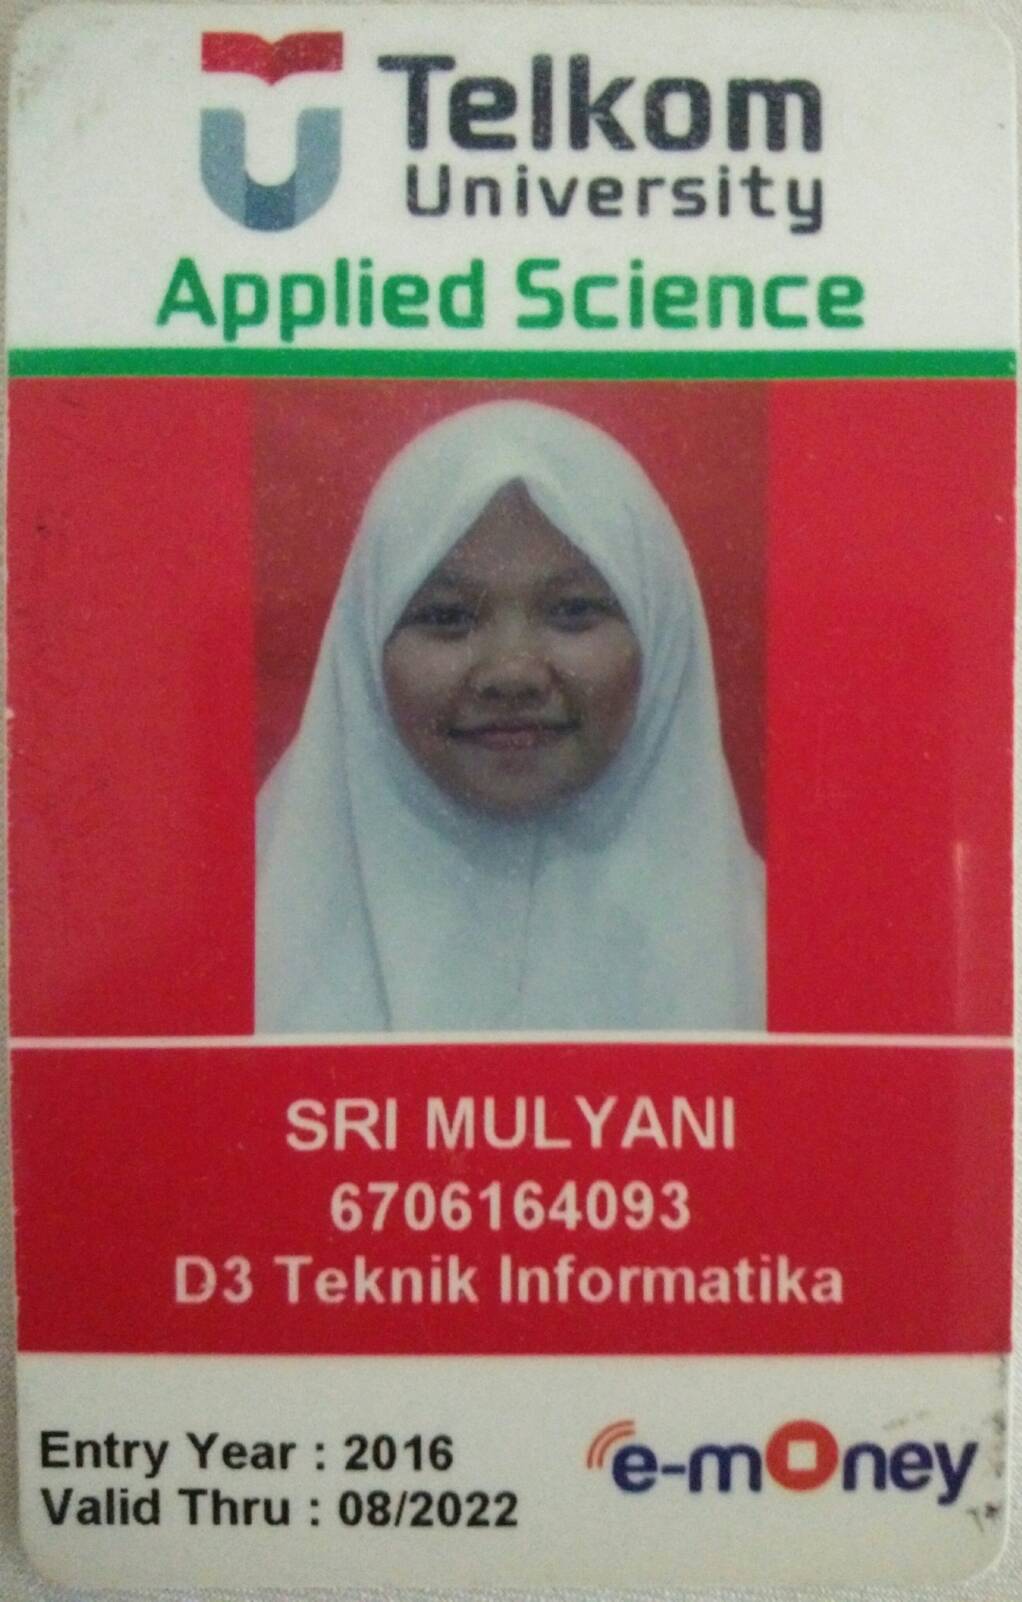 Telkom
University
Applied Science
SRI MULYANI
6706164093
D3 Teknik Informatika
Entry Year : 2016
Valid Thru : 08/2022
e-money